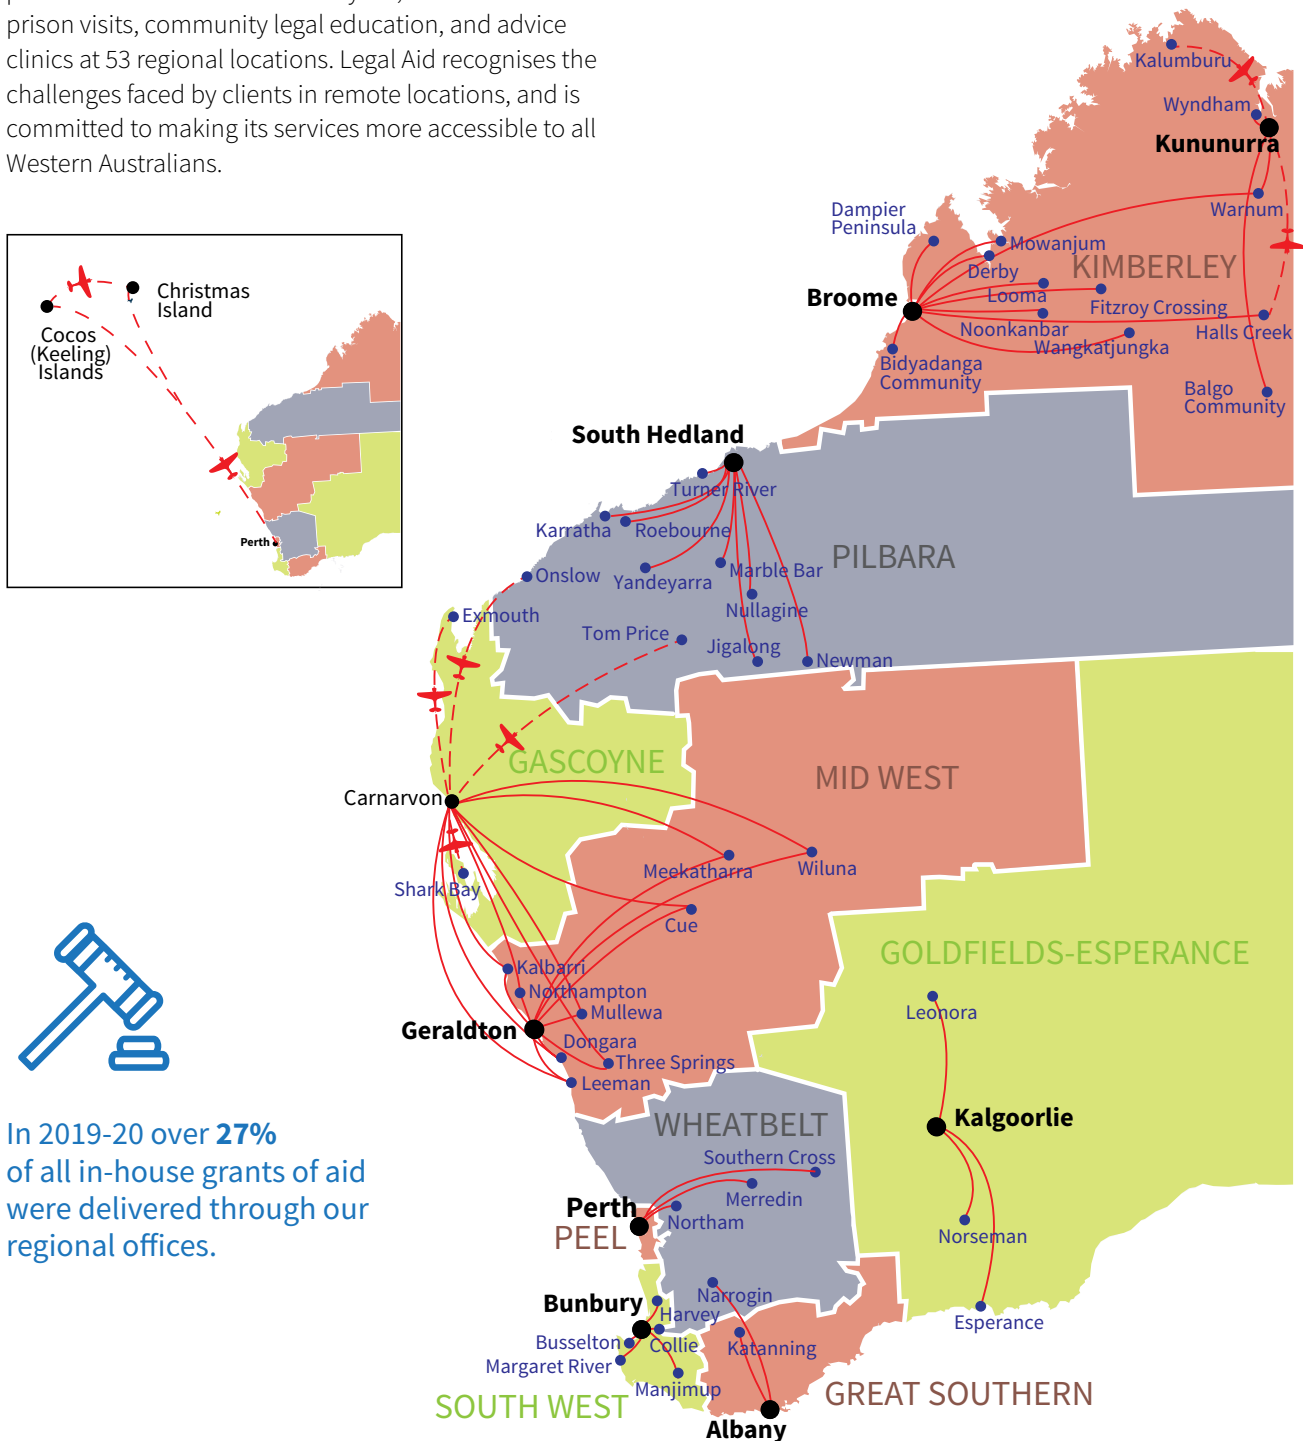 prison visits, community legal education, and advice
clinics at 53 regional locations. Legal Aid recognises the
challenges faced by clients in remote locations, and is
committed to making its services more accessible to all
Western Australians.
Christmas
Island
Cocos
(Keeling)
Islands
Perth
Kalumburu
Wyndham
Kununurra
Warnum
Dampier
Peninsula
Mowanjum
Derby
KIMBERLEY
Broome
Looma
Fitzroy Crossing
Noonkanbar
Halls Creek
Wangkatjungka
Bidyadanga
Community
Balgo
Community
South Hedland
Turner River
Karratha
Roebourne
PILBARA
Onslow
Yandeyarra
Marble Bar
Nullagine
Exmouth
Tom Price
Jigalong
Newman
GASCOYNE
MID WEST
Carnarvon
Meekatharra
Wiluna
Shark Bay
Cue
GOLDFIELDS-ESPERANCE
Kalbarri
Northampton
Leonora
Mullewa
Geraldton
Dongara
Three Springs
Leeman
WHEATBELT
Kalgoorlie
Southern Cross
Merredin
Perth
Northam
PEEL
Norseman
Narrogin
Bunbury
Harvey
Esperance
Busselton
Collie
Katanning
Margaret River
Manjimup
GREAT SOUTHERN
SOUTH WEST
Albany
In 2019-20 over 27%
of all in-house grants of aid
were delivered through our
regional offices.